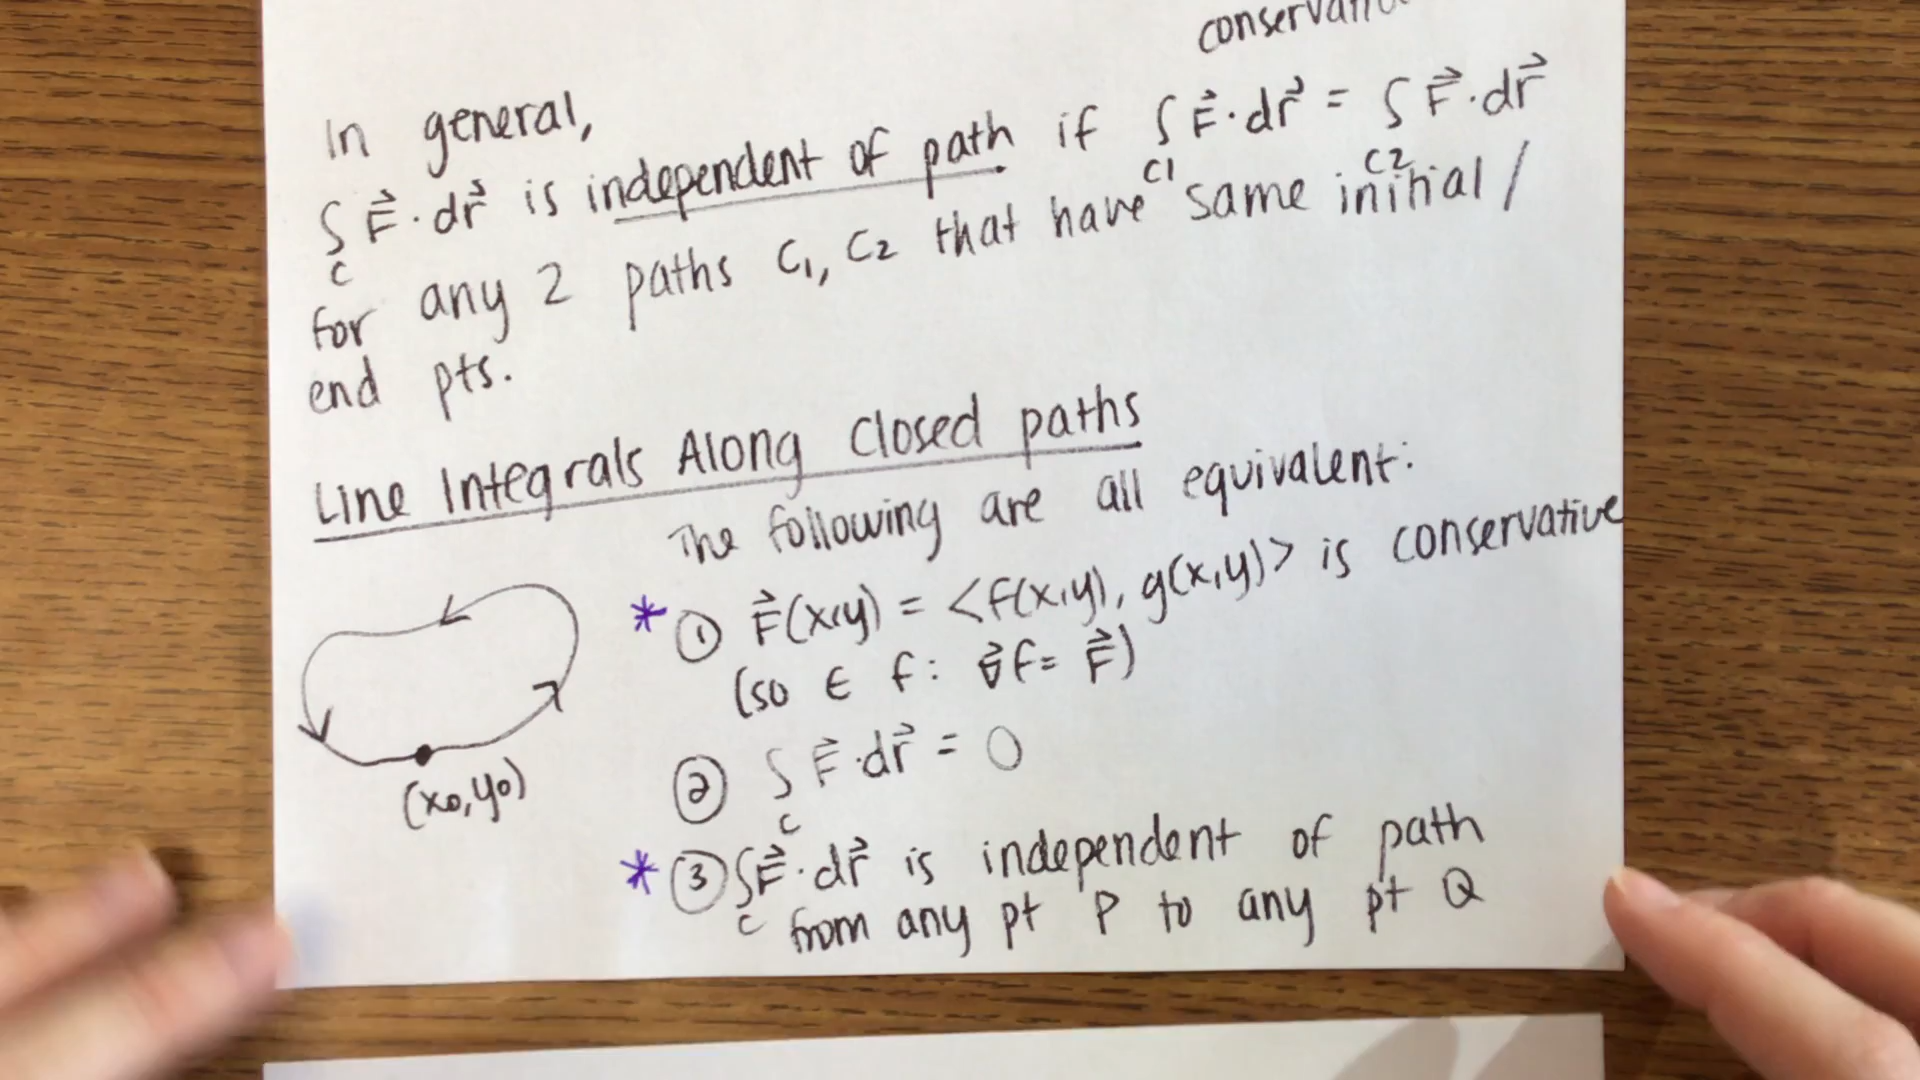 conservati
In general,
∫ F⃗·dr⃗ is independent of path if ∫ F⃗·dr⃗ = ∫ F⃗·dr⃗
C C1 C2
for any 2 paths C₁, C₂ that have same initial /
end pts.
Line Integrals Along Closed paths
The following are all equivalent:
* ① F⃗(x,y) = <f(x,y), g(x,y)> is conservative
(so ∈ f: ∇⃗f = F⃗)
② ∫ F⃗·dr⃗ = 0
C
(x₀,y₀)
* ③ ∫ F⃗·dr⃗ is independent of path
C from any pt P to any pt Q